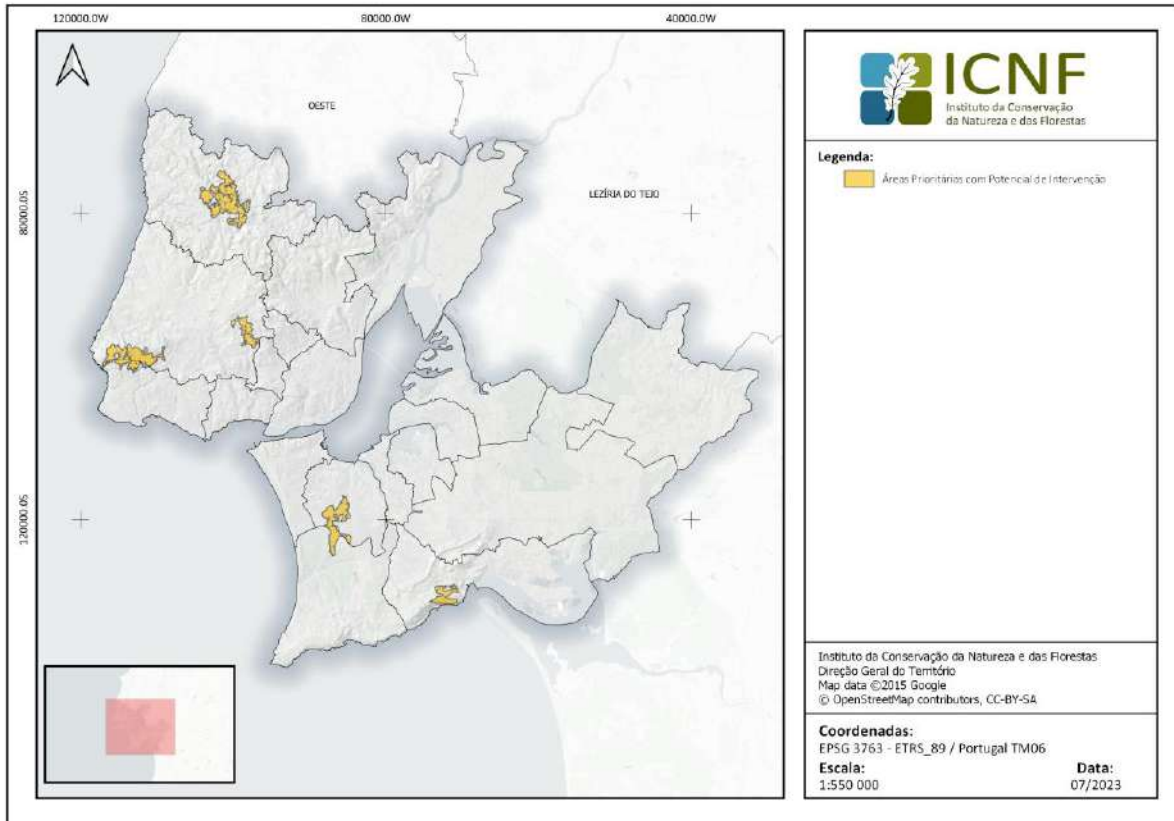 120000.0W
80000.0W
40000.0W
80000.0S
120000.0S
OESTE
LEZÍRIA DO TEJO
ICNF
Instituto da Conservação
da Natureza e das Florestas
Legenda:
Áreas Prioritárias com Potencial de Intervenção
Instituto da Conservação da Natureza e das Florestas
Direção Geral do Território
Map data ©2015 Google
© OpenStreetMap contributors, CC-BY-SA
Coordenadas:
EPSG 3763 - ETRS_89 / Portugal TM06
Escala:
1:550 000
Data:
07/2023